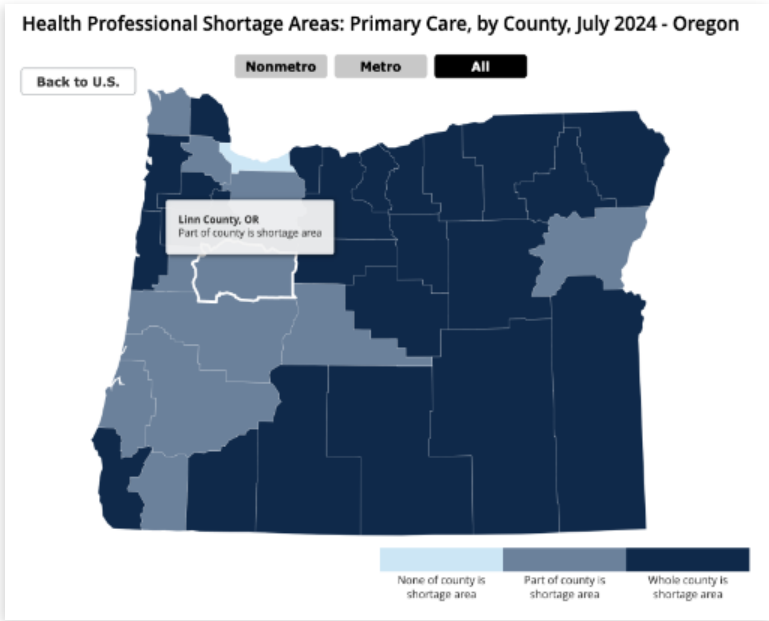 Health Professional Shortage Areas: Primary Care, by County, July 2024 - Oregon
Nonmetro
Metro
All
Back to U.S.
Linn County, OR
Part of county is shortage area
None of county is
shortage area
Part of county is
shortage area
Whole county is
shortage area